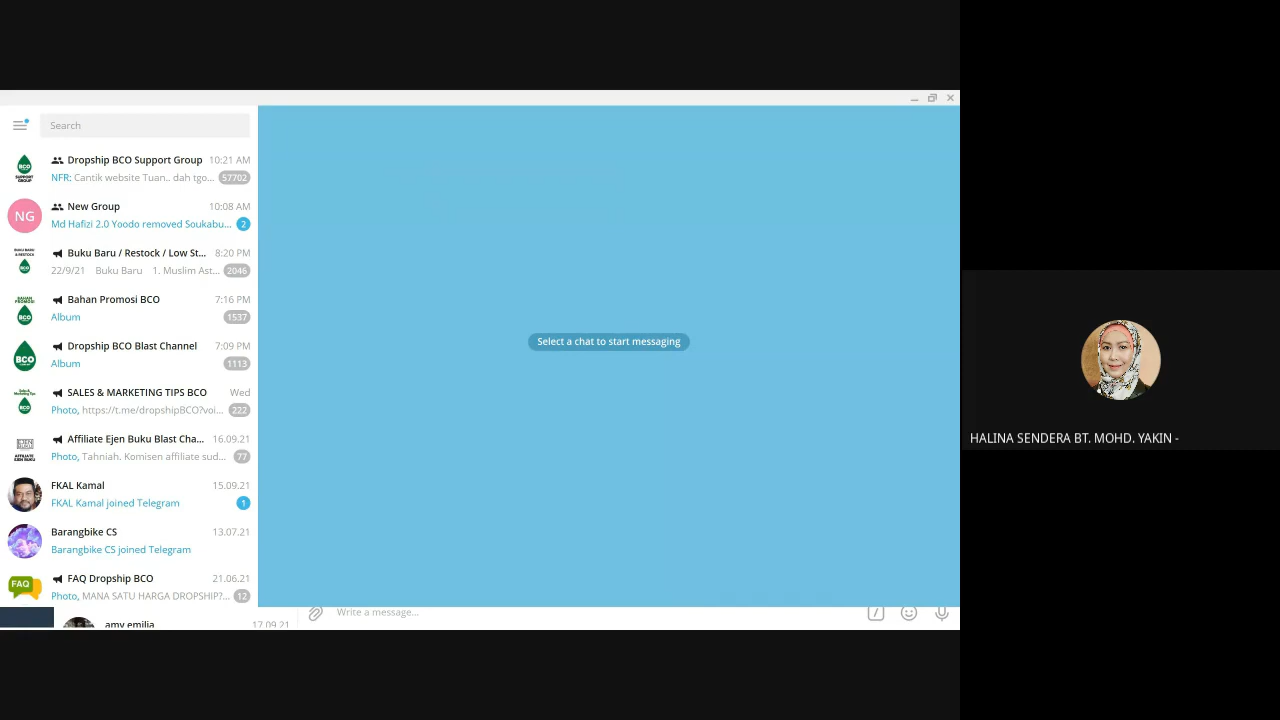 Search
Dropship BCO Support Group 10:21 AM
NFR: Cantik website Tuan.. dah tgo... 57702
NG
New Group 10:08 AM
Md Hafizi 2.0 Yoodo removed Soukabu... 2
Buku Baru / Restock / Low St... 8:20 PM
22/9/21 Buku Baru 1. Muslim Ast... 2046
Bahan Promosi BCO 7:16 PM
Album 1537
BCO
Dropship BCO Blast Channel 7:09 PM
Album 1113
SALES & MARKETING TIPS BCO Wed
Photo, https://t.me/dropshipBCO?voi... 222
Affiliate Ejen Buku Blast Cha... 16.09.21
Photo, Tahniah. Komisen affiliate sud... 77
FKAL Kamal 15.09.21
FKAL Kamal joined Telegram 1
Barangbike CS 13.07.21
Barangbike CS joined Telegram
FAQ
FAQ Dropship BCO 21.06.21
Photo, MANA SATU HARGA DROPSHIP?... 12
amy emilia 17.09.21
Select a chat to start messaging
Write a message...
HALINA SENDERA BT. MOHD. YAKIN -